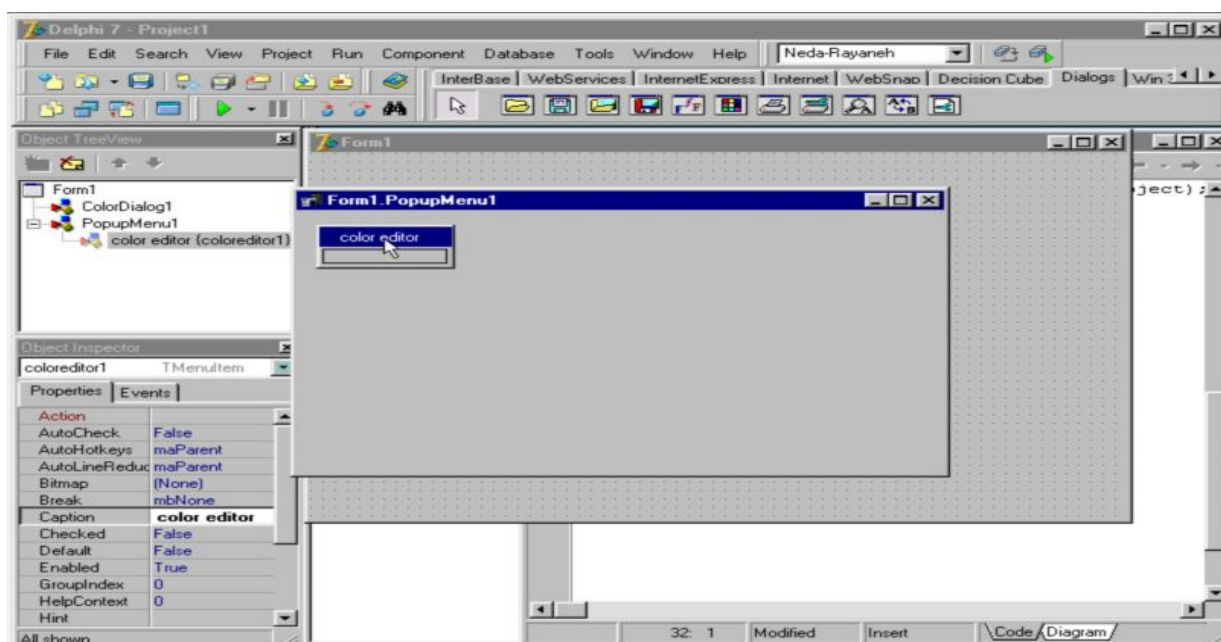 Delphi 7 - Project1
File Edit Search View Project Run Component Database Tools Window Help
Neda-Rayaneh
InterBase WebServices InternetExpress Internet WebSnap Decision Cube Dialogs Win
Object TreeView
Form1
ColorDialog1
PopupMenu1
color editor {coloreditor1}
Form1
ject);
Form1.PopupMenu1
color editor
Object Inspector
coloreditor1 TMenuItem
Properties Events
Action
AutoCheck False
AutoHotkeys maParent
AutoLineReduc maParent
Bitmap (None)
Break mbNone
Caption color editor
Checked False
Default False
Enabled True
GroupIndex 0
HelpContext 0
Hint
All shown
32: 1 Modified Insert Code Diagram